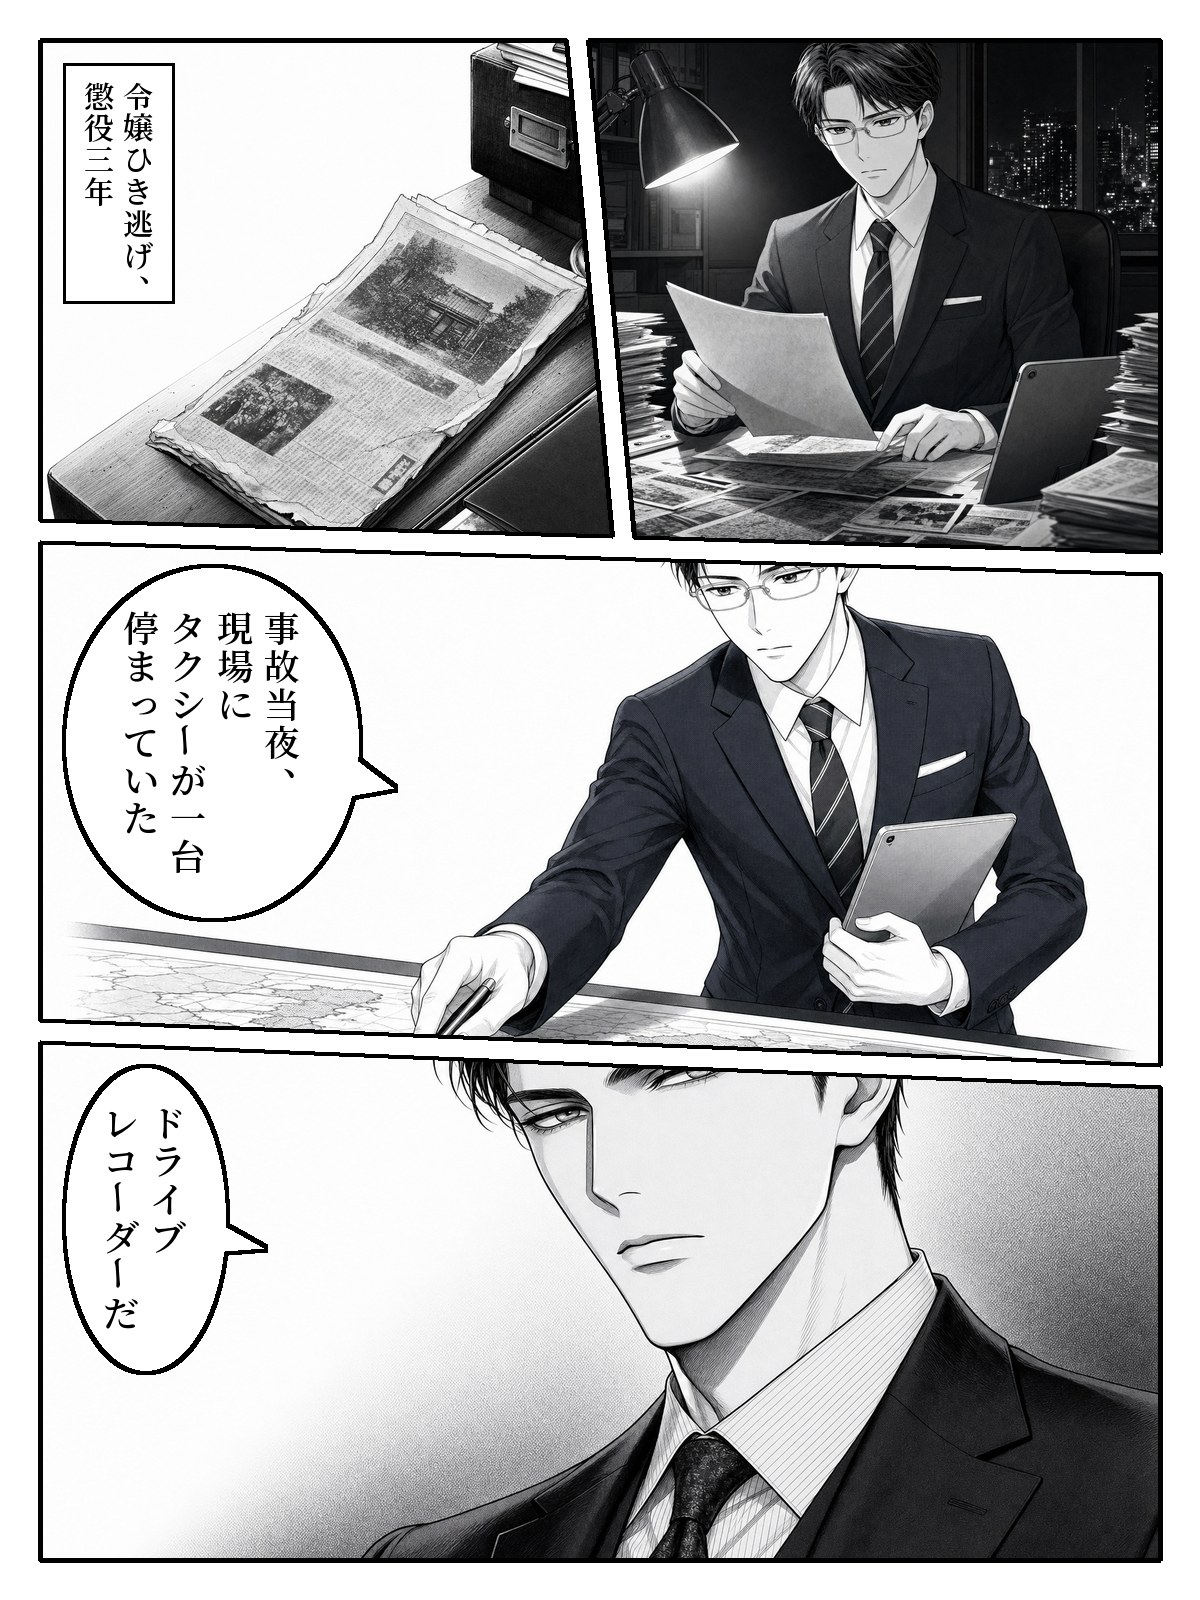 令嬢ひき逃げ、
懲役三年
事故当夜、
現場に
タクシーが一台
停まっていた
ドライブ
レコーダーだ